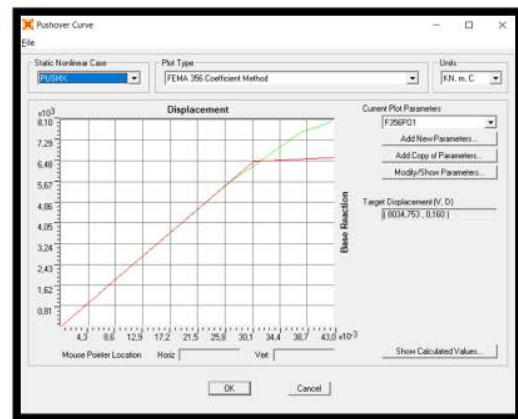 Pushover Curve
File
Static Nonlinear Case
PUSHX
Plot Type
FEMA 356 Coefficient Method
Units
KN, m, C
Displacement
x10³
8,10
7,29
6,48
5,67
4,86
4,05
3,24
2,43
1,62
0,81
4,3 8,6 12,9 17,2 21,5 25,8 30,1 34,4 38,7 43,0 x10⁻³
Base Reaction
Mouse Pointer Location Horiz Vert
Current Plot Parameters
F356PO1
Add New Parameters...
Add Copy of Parameters...
Modify/Show Parameters...
Target Displacement (V, D)
( 8034,753 , 0,160 )
Show Calculated Values...
OK Cancel